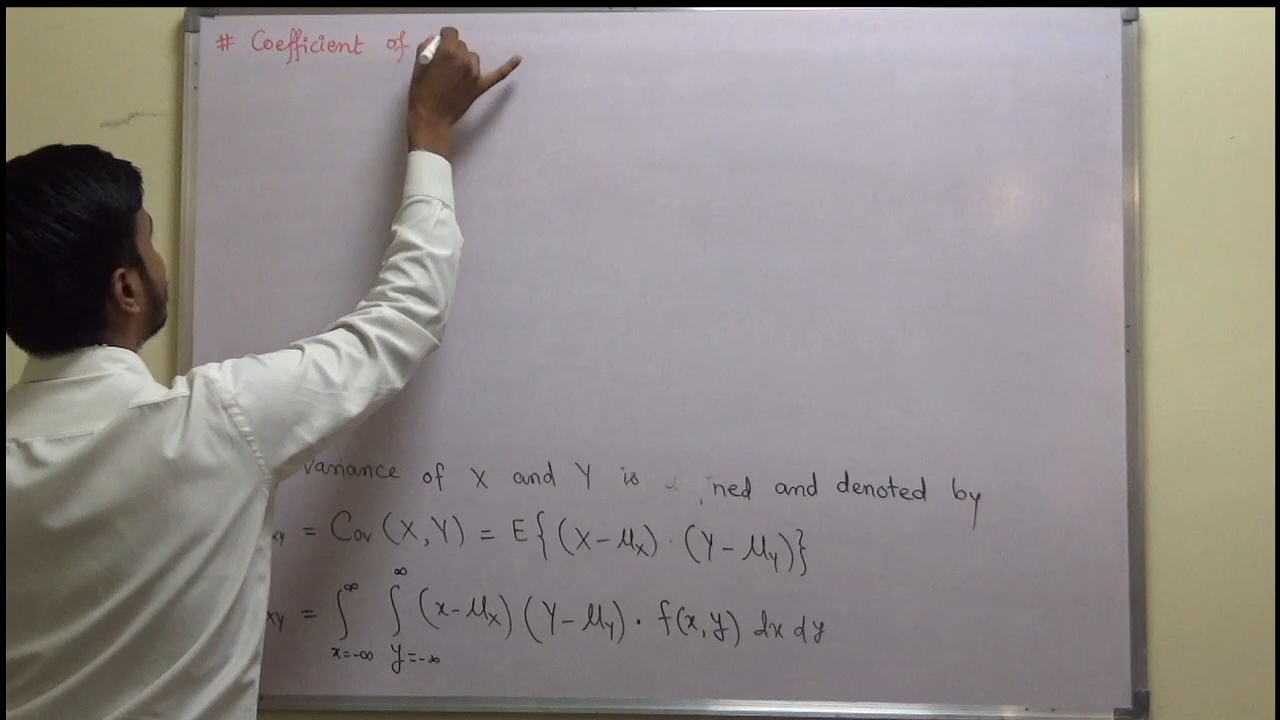 # Coefficient of
variance of X and Y is ned and denoted by
xy = Cov (X, Y) = E{(X-μx) · (Y-μy)}
xy = ∫^∞_{x=-∞} ∫^∞_{y=-∞} (x-μx) (Y-μy) · f(x, y) dx dy